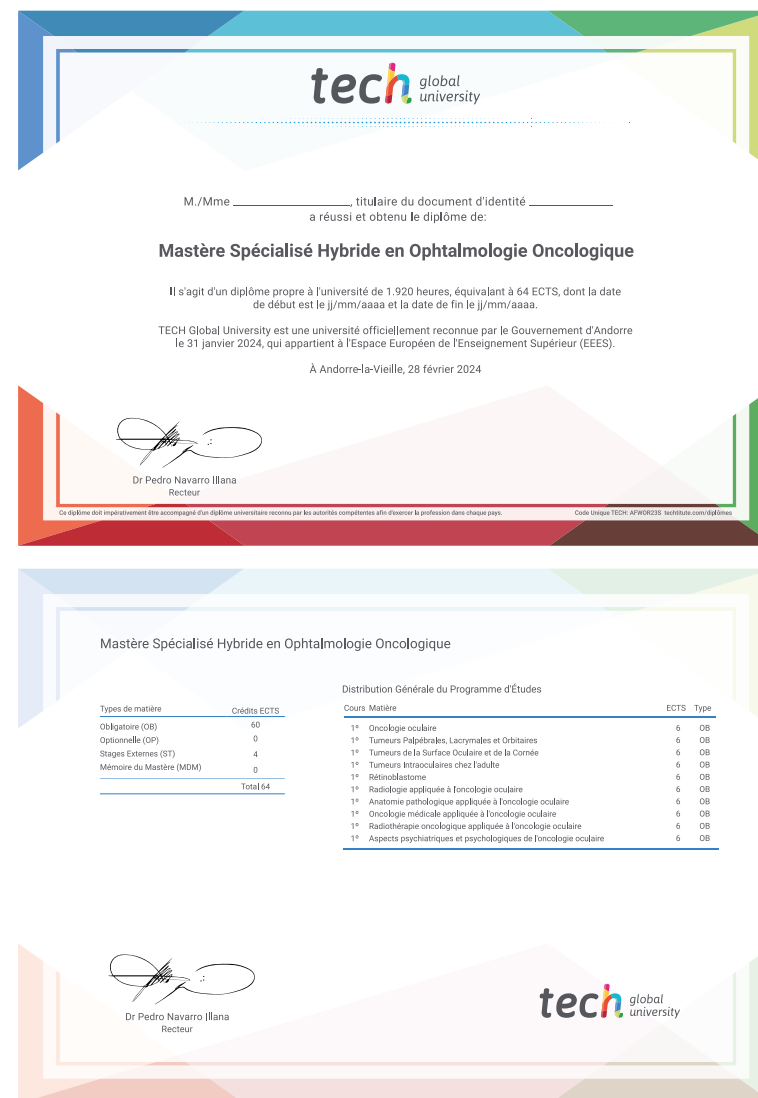 tech global university
M./Mme ____________________, titulaire du document d'identité ______________
a réussi et obtenu le diplôme de:
Mastère Spécialisé Hybride en Ophtalmologie Oncologique
Il s'agit d'un diplôme propre à l'université de 1.920 heures, équivalant à 64 ECTS, dont la date
de début est le jj/mm/aaaa et la date de fin le jj/mm/aaaa.
TECH Global University est une université officiellement reconnue par le Gouvernement d'Andorre
le 31 janvier 2024, qui appartient à l'Espace Européen de l'Enseignement Supérieur (EEES).
À Andorre-la-Vieille, 28 février 2024
Dr Pedro Navarro Illana
Recteur
Ce diplôme doit impérativement être accompagné d'un diplôme universitaire reconnu par les autorités compétentes afin d'exercer la profession dans chaque pays.
Code Unique TECH: AFWOR23S techtitute.com/diplômes
Mastère Spécialisé Hybride en Ophtalmologie Oncologique
Types de matière Crédits ECTS
Obligatoire (OB) 60
Optionnelle (OP) 0
Stages Externes (ST) 4
Mémoire du Mastère (MDM) 0
Total 64
Distribution Générale du Programme d'Études
Cours Matière ECTS Type
1º Oncologie oculaire 6 OB
1º Tumeurs Palpébrales, Lacrymales et Orbitaires 6 OB
1º Tumeurs de la Surface Oculaire et de la Cornée 6 OB
1º Tumeurs Intraoculaires chez l'adulte 6 OB
1º Rétinoblastome 6 OB
1º Radiologie appliquée à l'oncologie oculaire 6 OB
1º Anatomie pathologique appliquée à l'oncologie oculaire 6 OB
1º Oncologie médicale appliquée à l'oncologie oculaire 6 OB
1º Radiothérapie oncologique appliquée à l'oncologie oculaire 6 OB
1º Aspects psychiatriques et psychologiques de l'oncologie oculaire 6 OB
Dr Pedro Navarro Illana
Recteur
tech global university